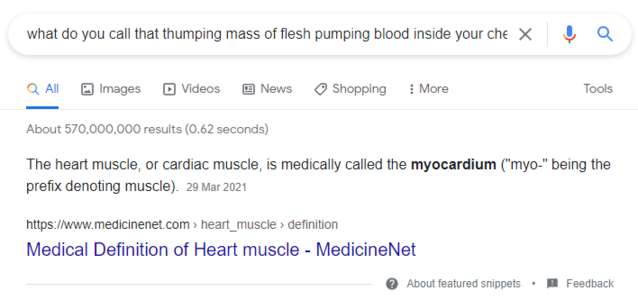 what do you call that thumping mass of flesh pumping blood inside your che
All Images Videos News Shopping More Tools
About 570,000,000 results (0.62 seconds)
The heart muscle, or cardiac muscle, is medically called the myocardium ("myo-" being the
prefix denoting muscle). 29 Mar 2021
https://www.medicinenet.com › heart_muscle › definition
Medical Definition of Heart muscle - MedicineNet
About featured snippets • Feedback